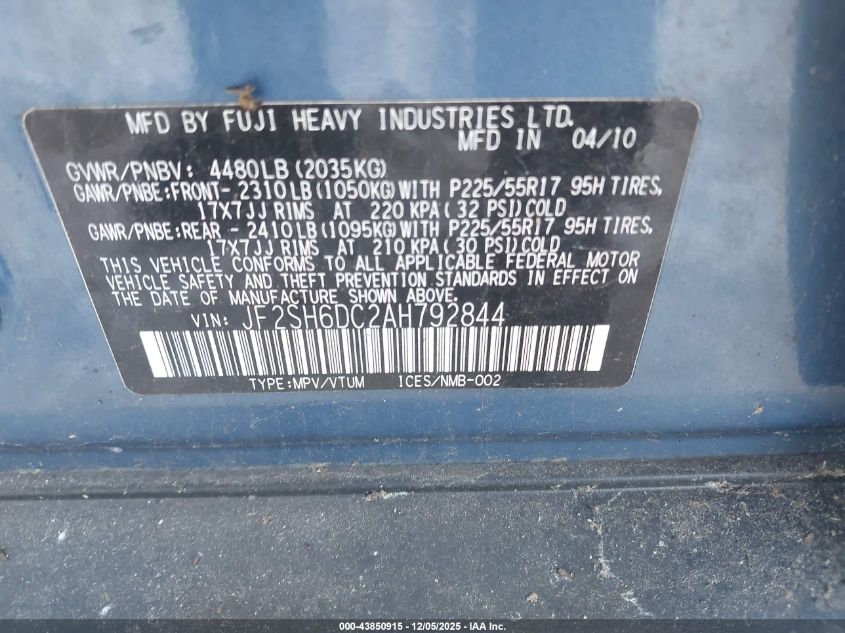 MFD BY FUJI HEAVY INDUSTRIES LTD.
MFD IN 04/10
GVWR/PNBV: 4480LB (2035KG)
GAWR/PNBE:FRONT- 2310LB(1050KG)WITH P225/55R17 95H TIRES,
17X7JJ RIMS AT 220 KPA(32 PSI)COLD
GAWR/PNBE:REAR - 2410LB(1095KG)WITH P225/55R17 95H TIRES,
17X7JJ RIMS AT 210 KPA(30 PSI)COLD
THIS VEHICLE CONFORMS TO ALL APPLICABLE FEDERAL MOTOR
VEHICLE SAFETY AND THEFT PREVENTION STANDARDS IN EFFECT ON
THE DATE OF MANUFACTURE SHOWN ABOVE.
VIN: JF2SH6DC2AH792844
TYPE:MPV/VTUM ICES/NMB-002
000-43850915 - 12/05/2025 - IAA Inc.